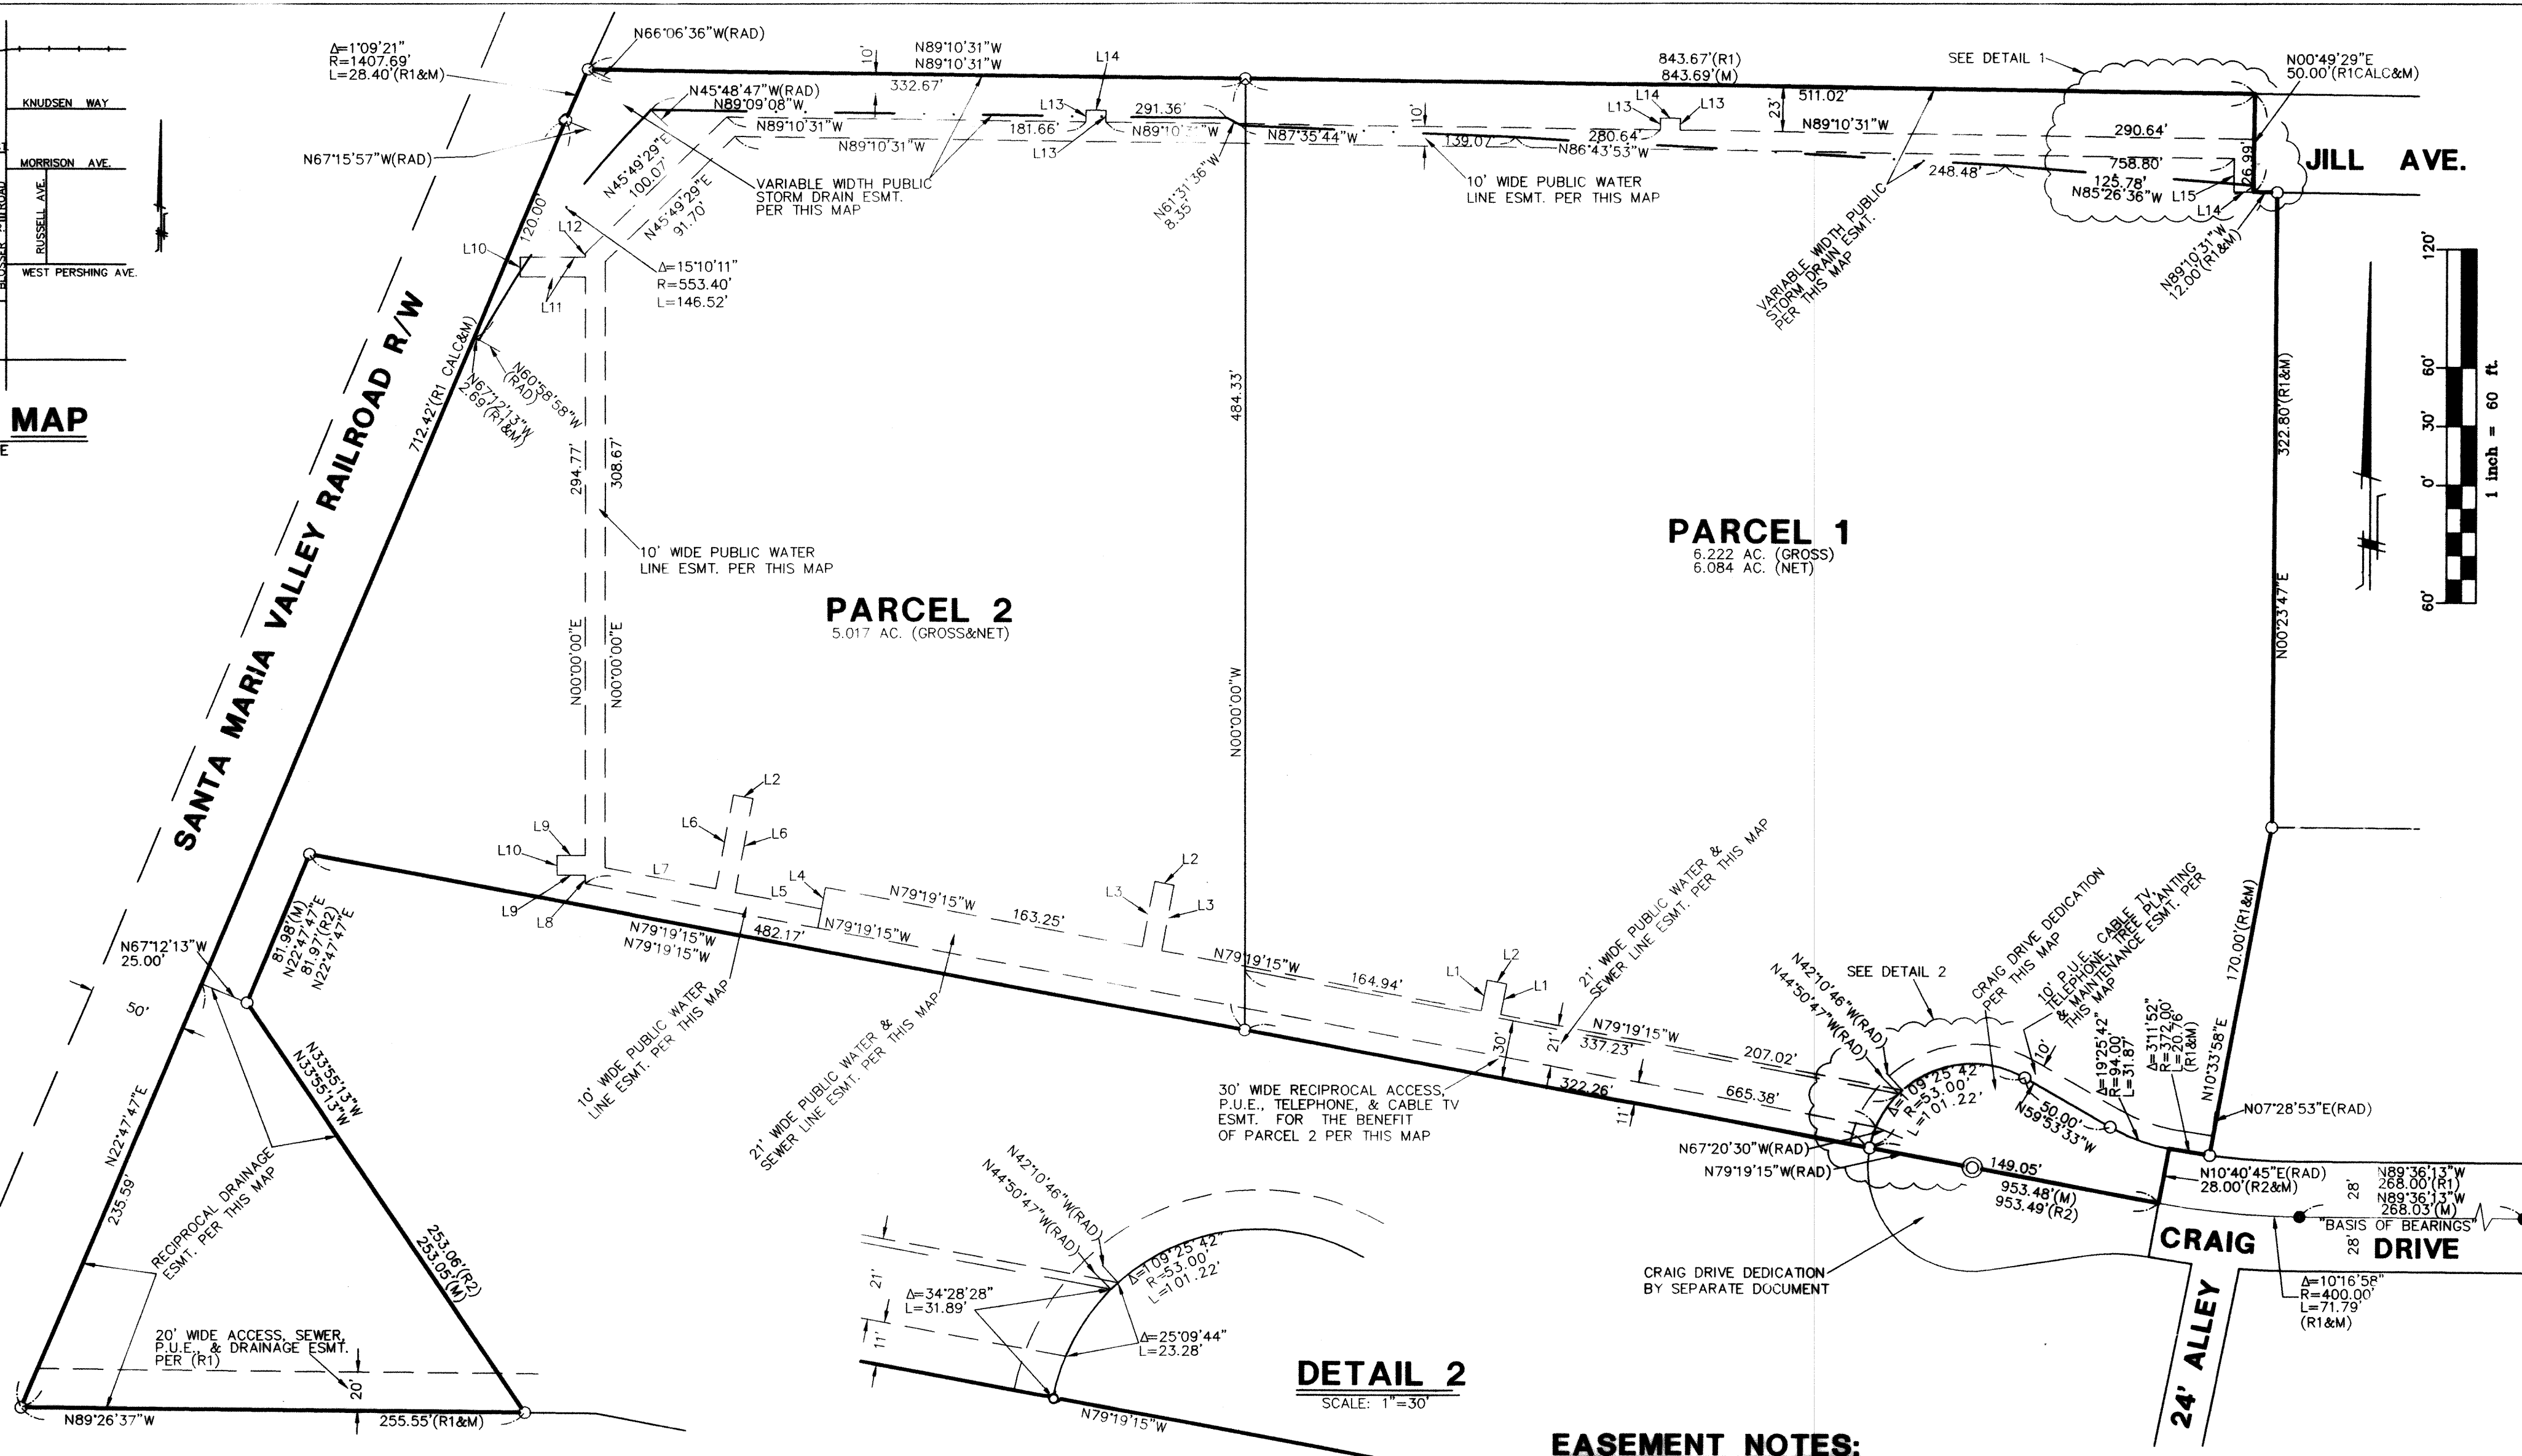 KNUDSEN WAY
MORRISON AVE.
RUSSELL AVE.
WEST PERSHING AVE.
MAP
Δ=1°09'21"
R=1407.69'
L=28.40'(R1&M)
N66°06'36"W(RAD)
N67°15'57"W(RAD)
10'
N89°10'31"W
N89°10'31"W
332.67'
L14
N45°48'47"W(RAD)
N89°09'08"W
L13
291.36'
N89°10'31"W
181.66'
N89°10'31"W
N89°10'31"W
L13
N45°49'29"E
100.07'
N45°49'29"E
91.70'
VARIABLE WIDTH PUBLIC
STORM DRAIN ESMT.
PER THIS MAP
N61°31'36"W
8.35'
843.67'(R1)
843.69'(M)
SEE DETAIL 1
N00°49'29"E
50.00'(R1CALC&M)
L14
L13
L13
511.02'
23'
10'
N87°35'44"W
139.07'
280.64'
N86°43'53"W
N89°10'31"W
290.64'
26.99'
758.80'
248.48'
125.78'
N85°26'36"W
L15
L14
JILL AVE.
10' WIDE PUBLIC WATER
LINE ESMT. PER THIS MAP
VARIABLE WIDTH PUBLIC
STORM DRAIN ESMT.
PER THIS MAP
N89°10'31"W
12.00'(R1&M)
120.00'
L10
L12
L11
Δ=15°10'11"
R=553.40'
L=146.52'
712.42'(R1 CALC&M)
N60°58'58"W
(RAD)
N67°12'13"W
2.69'(R1&M)
SANTA MARIA VALLEY RAILROAD R/W
294.77'
308.67'
10' WIDE PUBLIC WATER
LINE ESMT. PER THIS MAP
N00°00'00"E
N00°00'00"E
484.33'
N00°00'00"W
PARCEL 2
5.017 AC. (GROSS&NET)
PARCEL 1
6.222 AC. (GROSS)
6.084 AC. (NET)
322.80'(R1&M)
N00°23'47"E
120'
60'
30'
0'
60'
1 inch = 60 ft.
L2
L6
L6
L9
L10
L9
L8
L7
L5
L4
N79°19'15"W
163.25'
L2
L3
L3
N79°19'15"W
N79°19'15"W
N79°19'15"W
482.17'
N79°19'15"W
164.94'
L1
L2
L1
21' WIDE PUBLIC WATER &
SEWER LINE ESMT. PER THIS MAP
81.98'(M)
N22°47'47"E
81.97'(R2)
N22°47'47"E
N67°12'13"W
25.00'
50'
N33°55'13"W
N33°55'13"W
N22°47'47"E
235.59'
RECIPROCAL DRAINAGE
ESMT. PER THIS MAP
253.06'(R2)
253.05'(M)
20' WIDE ACCESS, SEWER,
P.U.E., & DRAINAGE ESMT.
PER (R1)
20'
N89°26'37"W
255.55'(R1&M)
10' WIDE PUBLIC WATER
LINE ESMT. PER THIS MAP
21' WIDE PUBLIC WATER &
SEWER LINE ESMT. PER THIS MAP
30'
21'
N79°19'15"W
337.23'
207.02'
322.26'
665.38'
11'
30' WIDE RECIPROCAL ACCESS,
P.U.E., TELEPHONE, & CABLE TV
ESMT. FOR THE BENEFIT
OF PARCEL 2 PER THIS MAP
SEE DETAIL 2
N42°10'46"W(RAD)
N44°50'47"W(RAD)
CRAIG DRIVE DEDICATION
PER THIS MAP
10' P.U.E., CABLE TV,
TELEPHONE, TREE PLANTING
& MAINTENANCE ESMT. PER
THIS MAP
10'
Δ=109°25'42"
R=53.00'
L=101.22'
50.00'
N59°53'33"W
Δ=19°25'42"
R=94.00'
L=31.87'
Δ=3°11'52"
R=372.00'
L=20.76'
(R1&M)
170.00'(R1&M)
N10°33'58"E
N07°28'53"E(RAD)
N67°20'30"W(RAD)
N79°19'15"W(RAD)
149.05'
953.48'(M)
953.49'(R2)
N10°40'45"E(RAD)
28.00'(R2&M)
N89°36'13"W
268.00'(R1)
N89°36'13"W
268.03'(M)
"BASIS OF BEARINGS"
28'
28'
CRAIG DRIVE
Δ=10°16'58"
R=400.00'
L=71.79'
(R1&M)
24' ALLEY
CRAIG DRIVE DEDICATION
BY SEPARATE DOCUMENT
N42°10'46"W(RAD)
N44°50'47"W(RAD)
Δ=109°25'42"
R=53.00'
L=101.22'
21'
11'
Δ=34°28'28"
L=31.89'
Δ=25°09'44"
L=23.28'
N79°19'15"W
DETAIL 2
SCALE: 1"=30'
EASEMENT NOTES: